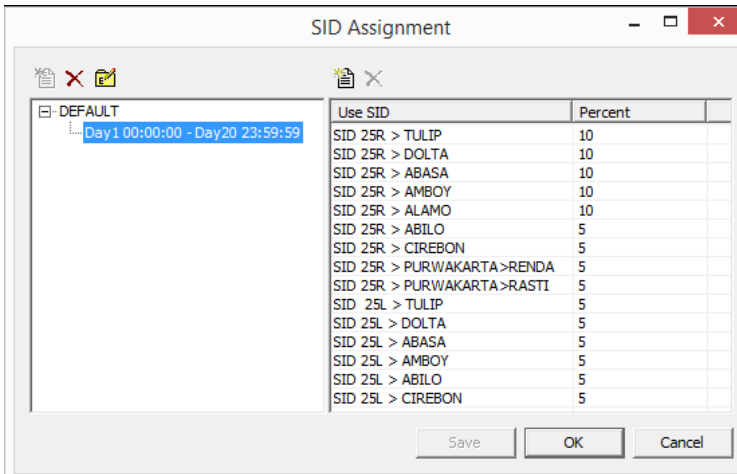 SID Assignment
DEFAULT
Day1 00:00:00 - Day20 23:59:59
Use SID Percent
SID 25R > TULIP 10
SID 25R > DOLTA 10
SID 25R > ABASA 10
SID 25R > AMBOY 10
SID 25R > ALAMO 10
SID 25R > ABILO 5
SID 25R > CIREBON 5
SID 25R > PURWAKARTA>RENDA 5
SID 25R > PURWAKARTA>RASTI 5
SID  25L > TULIP 5
SID 25L > DOLTA 5
SID 25L > ABASA 5
SID 25L > AMBOY 5
SID 25L > ABILO 5
SID 25L > CIREBON 5
Save OK Cancel